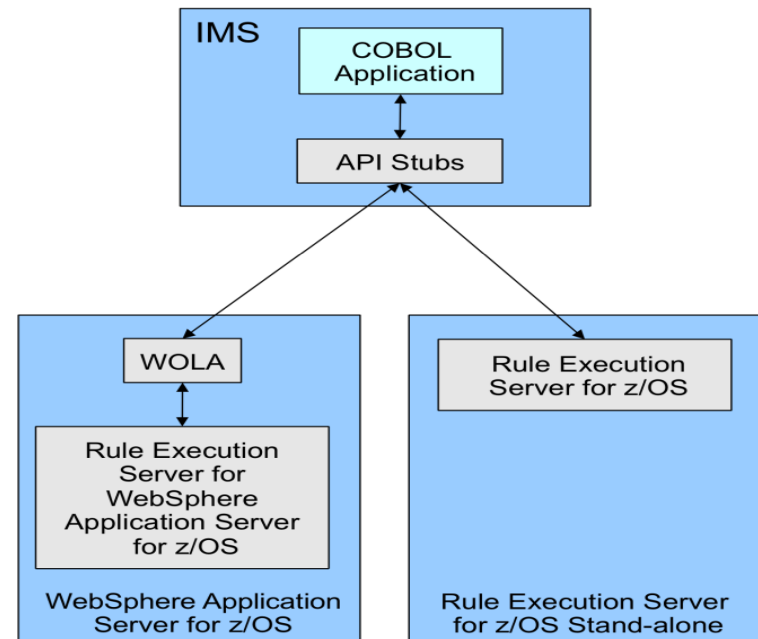 IMS
COBOL
Application
API Stubs
WOLA
Rule Execution
Server for
WebSphere
Application Server
for z/OS
WebSphere Application
Server for z/OS
Rule Execution
Server for z/OS
Rule Execution Server
for z/OS Stand-alone